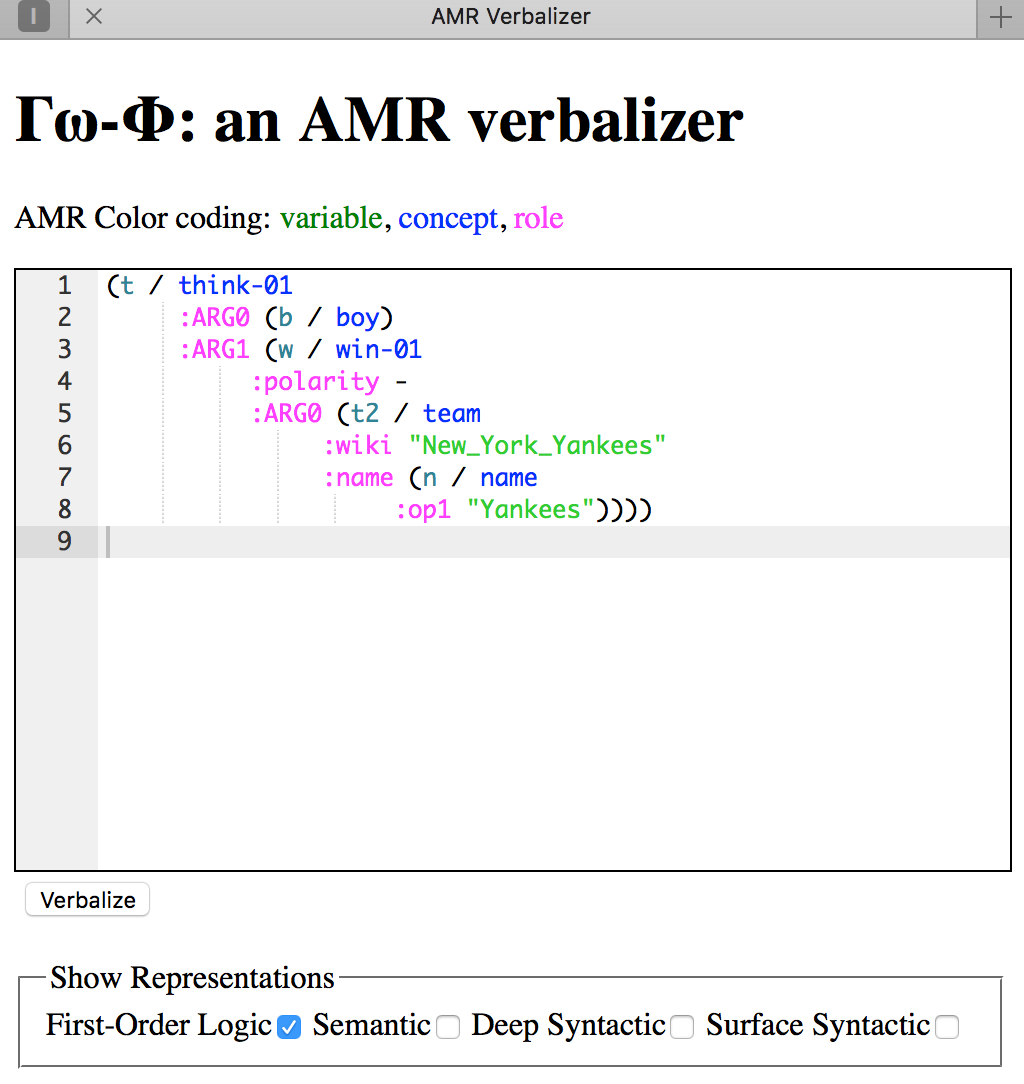 I
AMR Verbalizer
Γω-Φ: an AMR verbalizer
AMR Color coding: variable, concept, role
1 (t / think-01
2 :ARG0 (b / boy)
3 :ARG1 (w / win-01
4 :polarity -
5 :ARG0 (t2 / team
6 :wiki "New_York_Yankees"
7 :name (n / name
8 :op1 "Yankees"))))
9
Verbalize
Show Representations
First-Order Logic Semantic Deep Syntactic Surface Syntactic